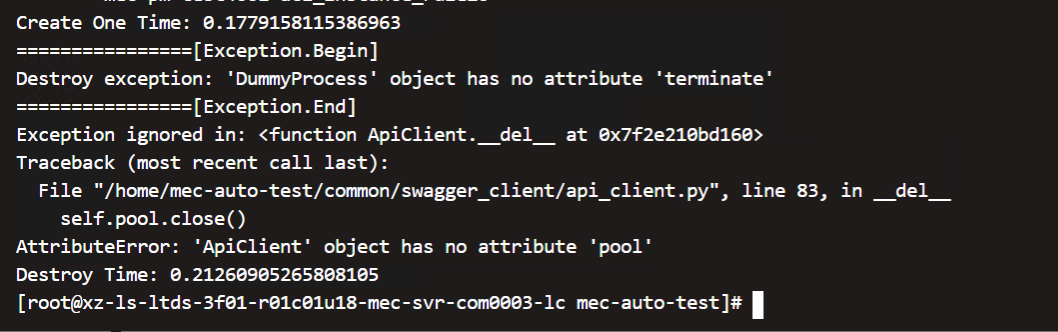 Create One Time: 0.1779158115386963
================[Exception.Begin]
Destroy exception: 'DummyProcess' object has no attribute 'terminate'
================[Exception.End]
Exception ignored in: <function ApiClient.__del__ at 0x7f2e210bd160>
Traceback (most recent call last):
  File "/home/mec-auto-test/common/swagger_client/api_client.py", line 83, in __del__
    self.pool.close()
AttributeError: 'ApiClient' object has no attribute 'pool'
Destroy Time: 0.21260905265808105
[root@xz-ls-ltds-3f01-r01c01u18-mec-svr-com0003-lc mec-auto-test]#